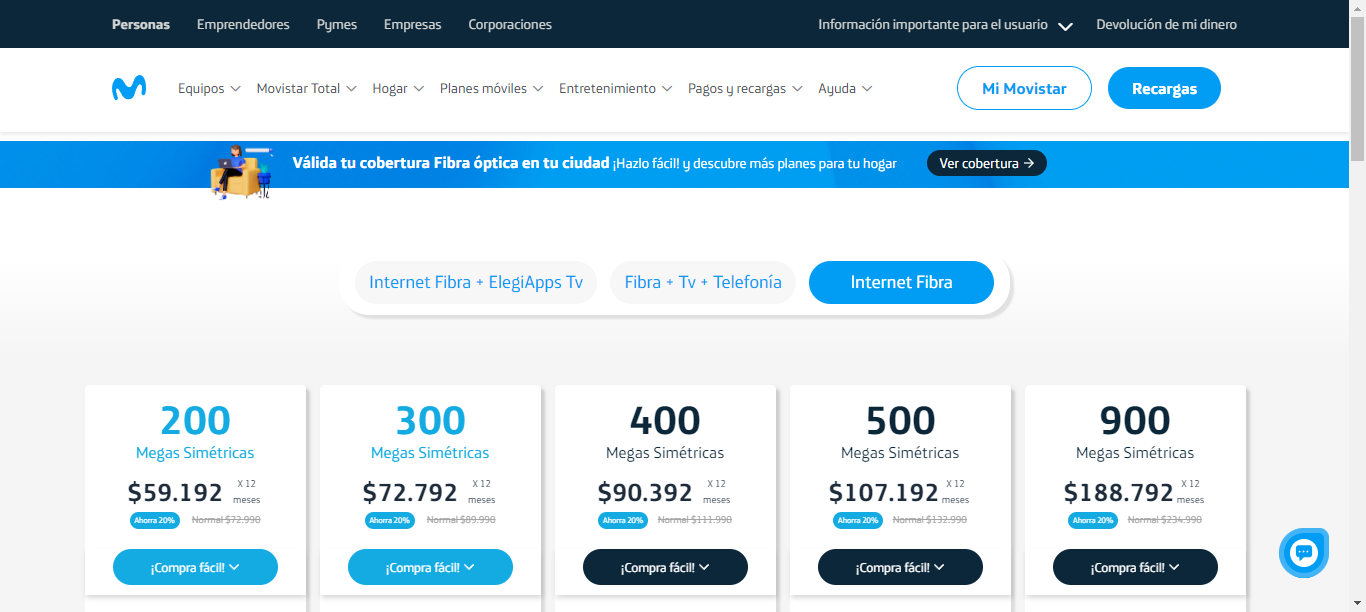 Personas Emprendedores Pymes Empresas Corporaciones Información importante para el usuario Devolución de mi dinero
Equipos Movistar Total Hogar Planes móviles Entretenimiento Pagos y recargas Ayuda Mi Movistar Recargas
Válida tu cobertura Fibra óptica en tu ciudad ¡Hazlo fácil! y descubre más planes para tu hogar Ver cobertura →
Internet Fibra + ElegiApps Tv Fibra + Tv + Telefonía Internet Fibra
200
Megas Simétricas
$59.192 X 12 meses
Ahorra 20% Normal $72.990
¡Compra fácil!
300
Megas Simétricas
$72.792 X 12 meses
Ahorra 20% Normal $89.990
¡Compra fácil!
400
Megas Simétricas
$90.392 X 12 meses
Ahorra 20% Normal $111.990
¡Compra fácil!
500
Megas Simétricas
$107.192 X 12 meses
Ahorra 20% Normal $132.990
¡Compra fácil!
900
Megas Simétricas
$188.792 X 12 meses
Ahorra 20% Normal $234.990
¡Compra fácil!